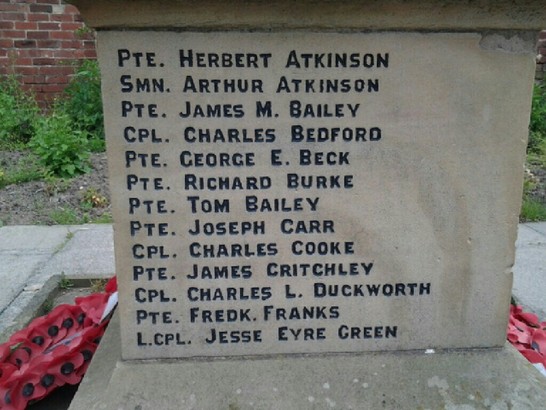 Pte. Herbert Atkinson
Smn. Arthur Atkinson
Pte. James M. Bailey
Cpl. Charles Bedford
Pte. George E. Beck
Pte. Richard Burke
Pte. Tom Bailey
Pte. Joseph Carr
Cpl. Charles Cooke
Pte. James Critchley
Cpl. Charles L. Duckworth
Pte. Fredk. Franks
L.cpl. Jesse Eyre Green